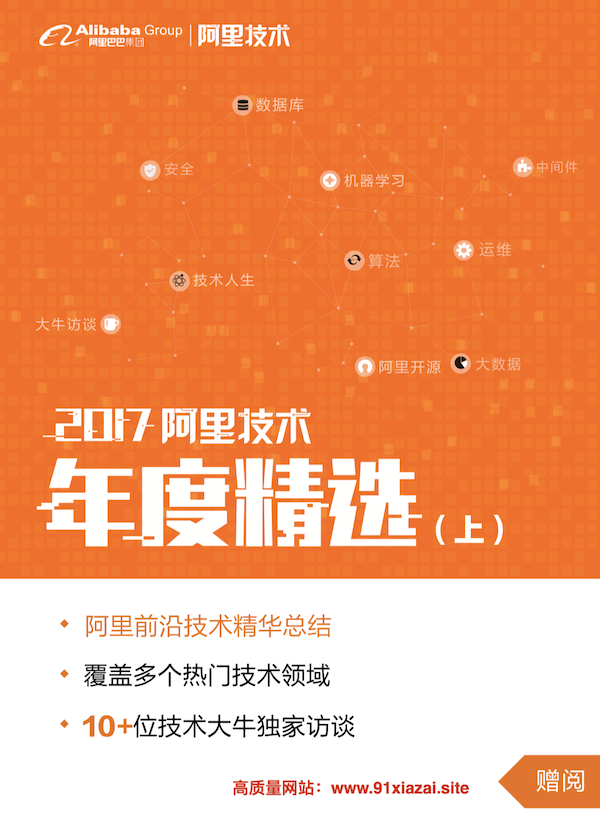 Alibaba Group
阿里巴巴集团
阿里技术
数据库
安全
机器学习
中间件
算法
运维
技术人生
大牛访谈
阿里开源
大数据
2017 阿里技术
年度精选（上）
阿里前沿技术精华总结
覆盖多个热门技术领域
10+位技术大牛独家访谈
高质量网站：www.91xiazai.site
赠阅